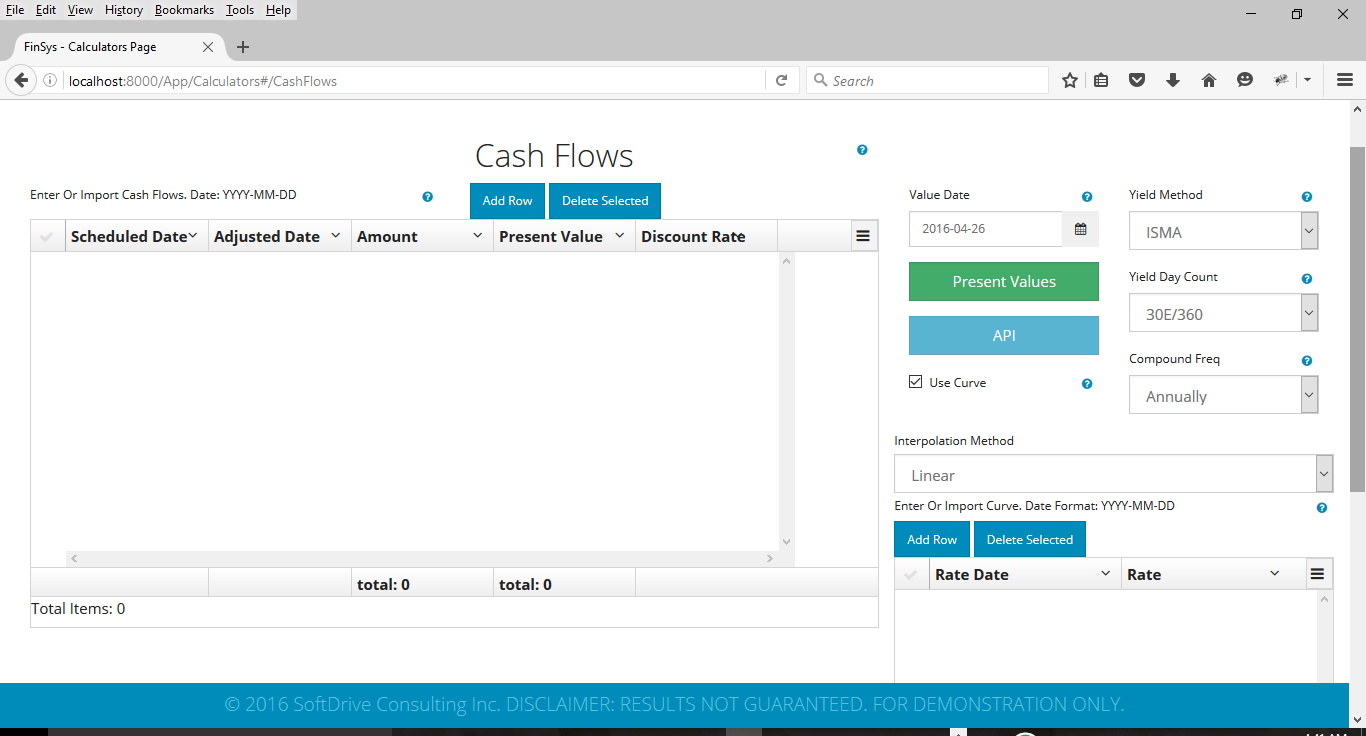 File Edit View History Bookmarks Tools Help
FinSys - Calculators Page
localhost:8000/App/Calculators#/CashFlows
Search
Cash Flows
Enter Or Import Cash Flows. Date: YYYY-MM-DD
Add Row
Delete Selected
Scheduled Date
Adjusted Date
Amount
Present Value
Discount Rate
total: 0
total: 0
Total Items: 0
Value Date
2016-04-26
Present Values
API
Use Curve
Yield Method
ISMA
Yield Day Count
30E/360
Compound Freq
Annually
Interpolation Method
Linear
Enter Or Import Curve. Date Format: YYYY-MM-DD
Add Row
Delete Selected
Rate Date
Rate
© 2016 SoftDrive Consulting Inc. DISCLAIMER: RESULTS NOT GUARANTEED. FOR DEMONSTRATION ONLY.